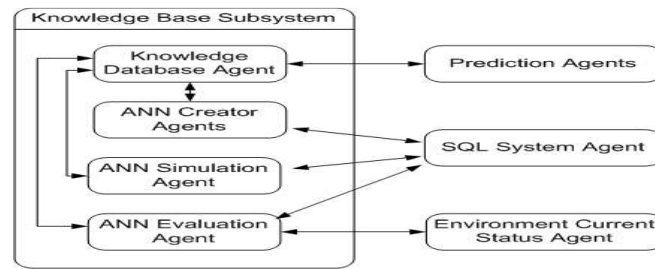 Knowledge Base Subsystem
Knowledge
Database Agent
Prediction Agents
ANN Creator
Agents
SQL System Agent
ANN Simulation
Agent
ANN Evaluation
Agent
Environment Current
Status Agent